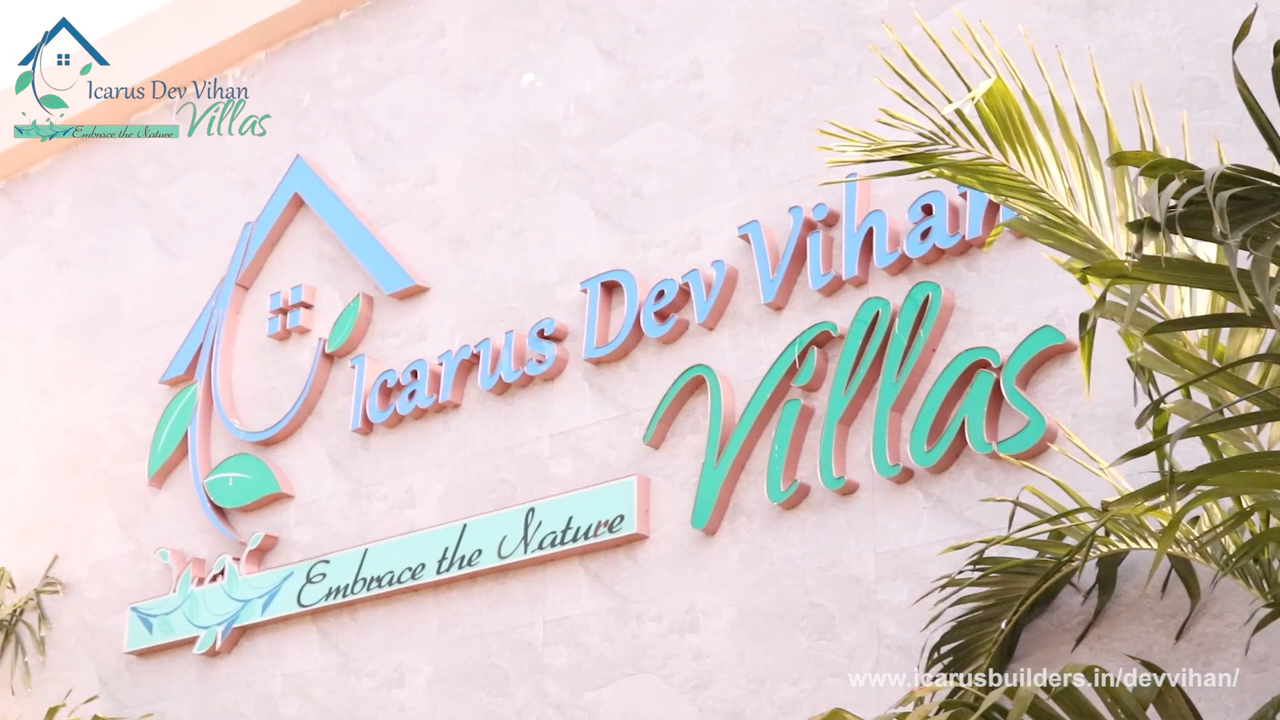 Icarus Dev Vihan
Villas
Embrace the Nature
Icarus Dev Vihan
Villas
Embrace the Nature
www.icarusbuilders.in/devvihan/